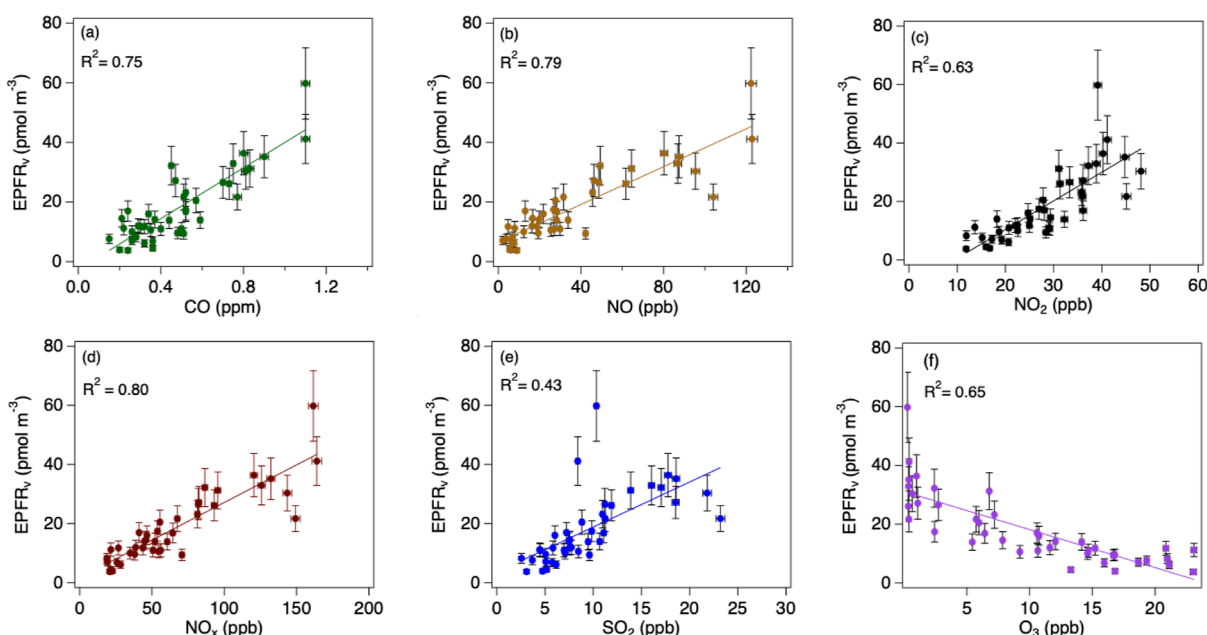 (a)
R² = 0.75
EPFRᵥ (pmol m⁻³)
80
60
40
20
0
0.0
0.4
0.8
1.2
CO (ppm)
(b)
R² = 0.79
EPFRᵥ (pmol m⁻³)
80
60
40
20
0
0
40
80
120
NO (ppb)
(c)
R² = 0.63
EPFRᵥ (pmol m⁻³)
80
60
40
20
0
0
10
20
30
40
50
60
NO₂ (ppb)
(d)
R² = 0.80
EPFRᵥ (pmol m⁻³)
80
60
40
20
0
0
50
100
150
200
NOₓ (ppb)
(e)
R² = 0.43
EPFRᵥ (pmol m⁻³)
80
60
40
20
0
0
5
10
15
20
25
30
SO₂ (ppb)
(f)
R² = 0.65
EPFRᵥ (pmol m⁻³)
80
60
40
20
0
5
10
15
20
O₃ (ppb)